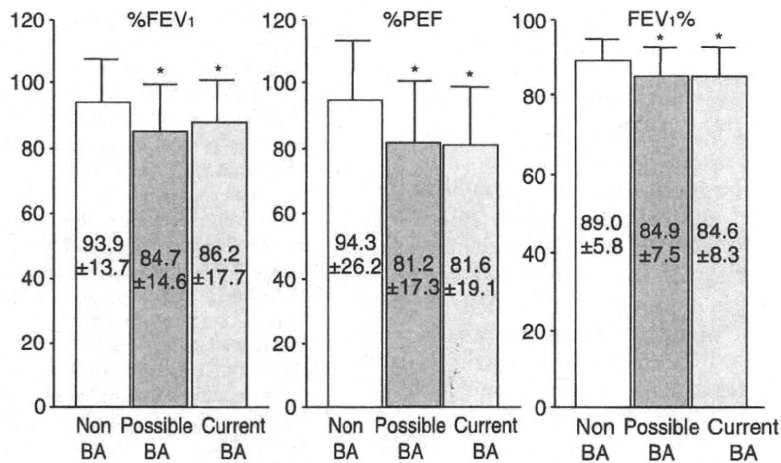 %FEV₁
120
100
80
60
40
20
0
*
*
93.9
±13.7
84.7
±14.6
86.2
±17.7
Non
BA
Possible
BA
Current
BA
%PEF
120
100
80
60
40
20
0
*
*
94.3
±26.2
81.2
±17.3
81.6
±19.1
Non
BA
Possible
BA
Current
BA
FEV₁%
100
80
60
40
20
0
*
*
89.0
±5.8
84.9
±7.5
84.6
±8.3
Non
BA
Possible
BA
Current
BA